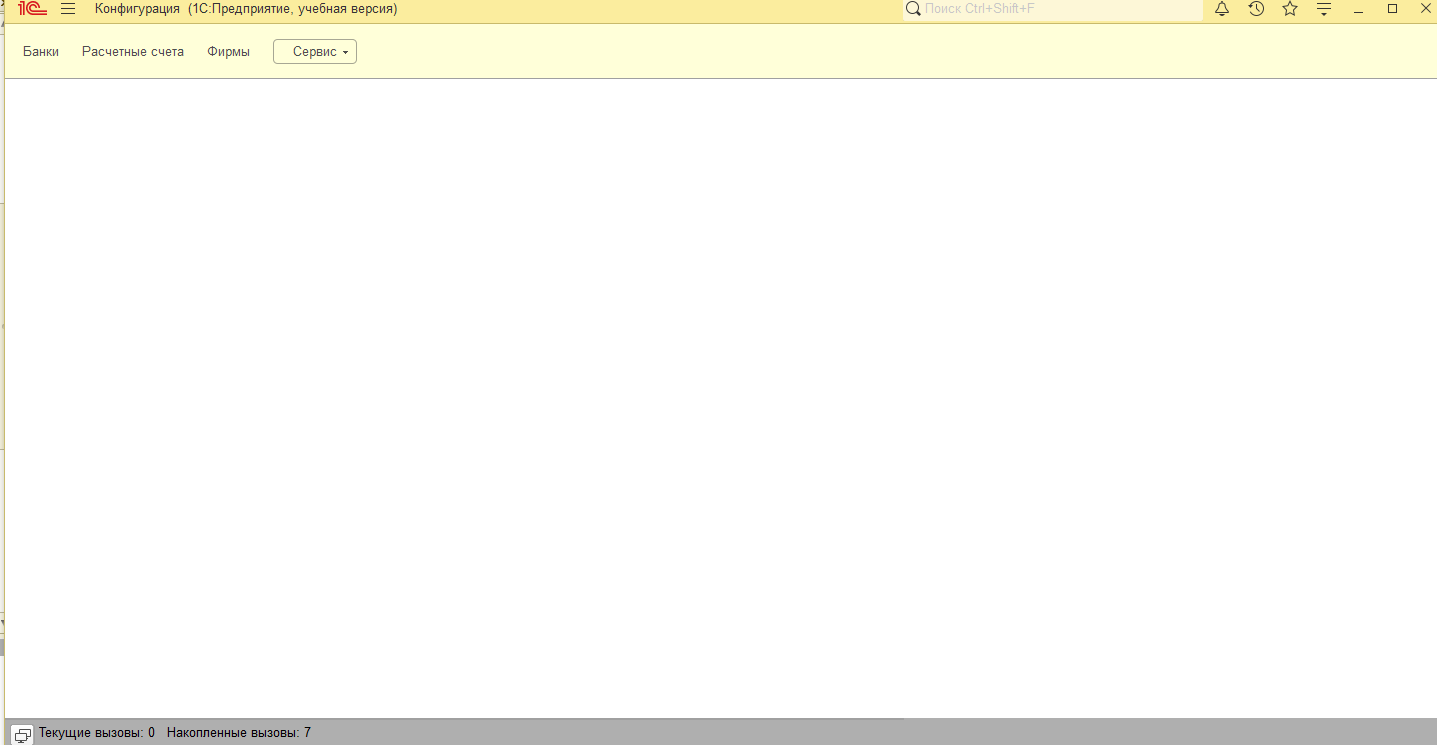 1С Конфигурация (1С:Предприятие, учебная версия) Поиск Ctrl+Shift+F
Банки Расчетные счета Фирмы Сервис
Текущие вызовы: 0 Накопленные вызовы: 7